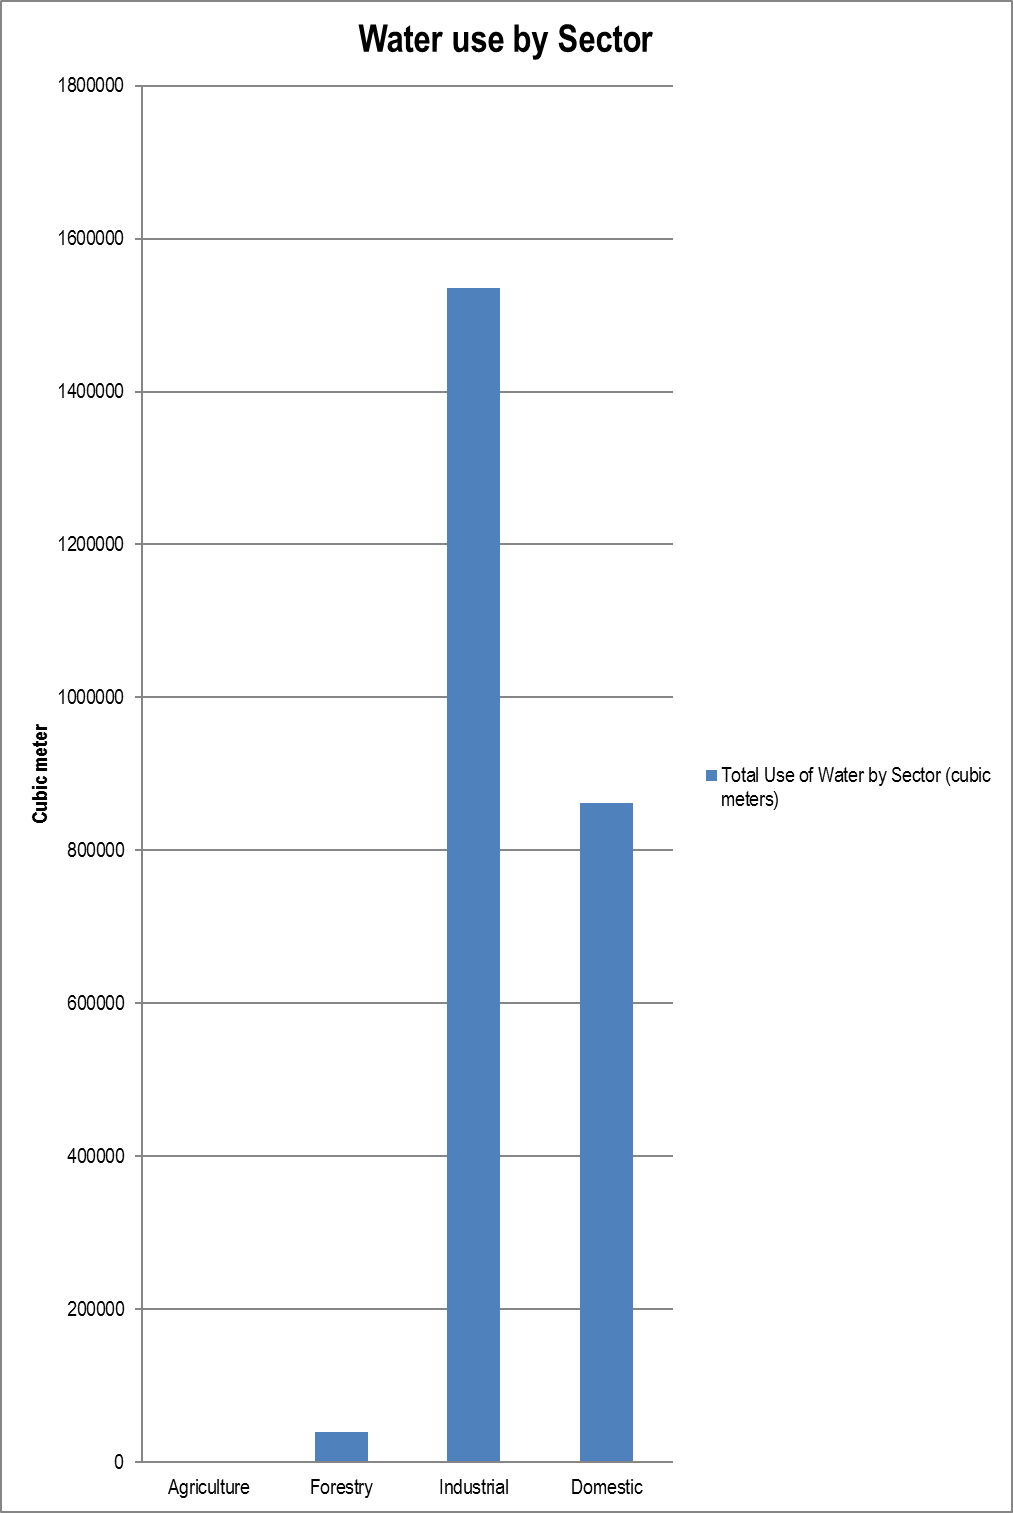 Water use by Sector
1800000
1600000
1400000
1200000
1000000
800000
600000
400000
200000
0
Cubic meter
Agriculture
Forestry
Industrial
Domestic
Total Use of Water by Sector (cubic
meters)